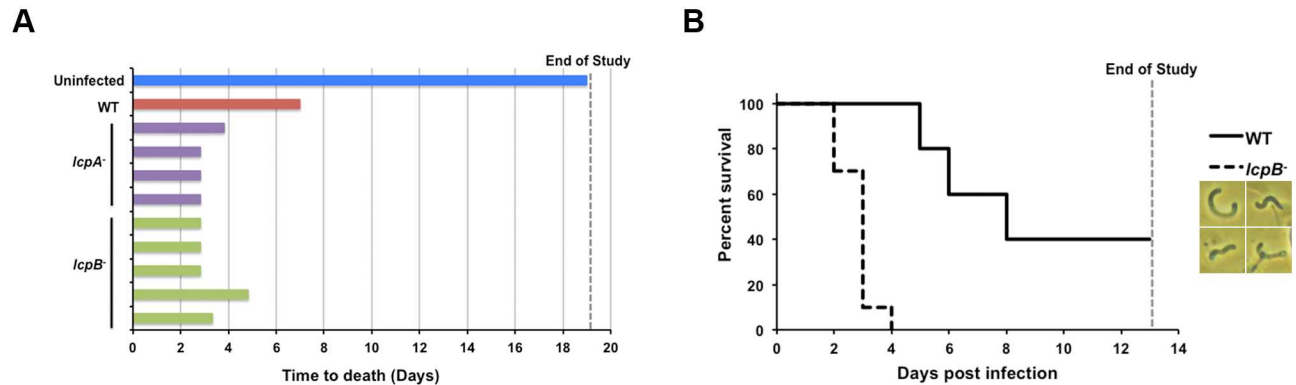 A
End of Study
Uninfected
WT
lcpA-
lcpB-
0 2 4 6 8 10 12 14 16 18 20
Time to death (Days)
B
End of Study
100
80
60
40
20
0
Percent survival
0 2 4 6 8 10 12 14
Days post infection
WT
lcpB-